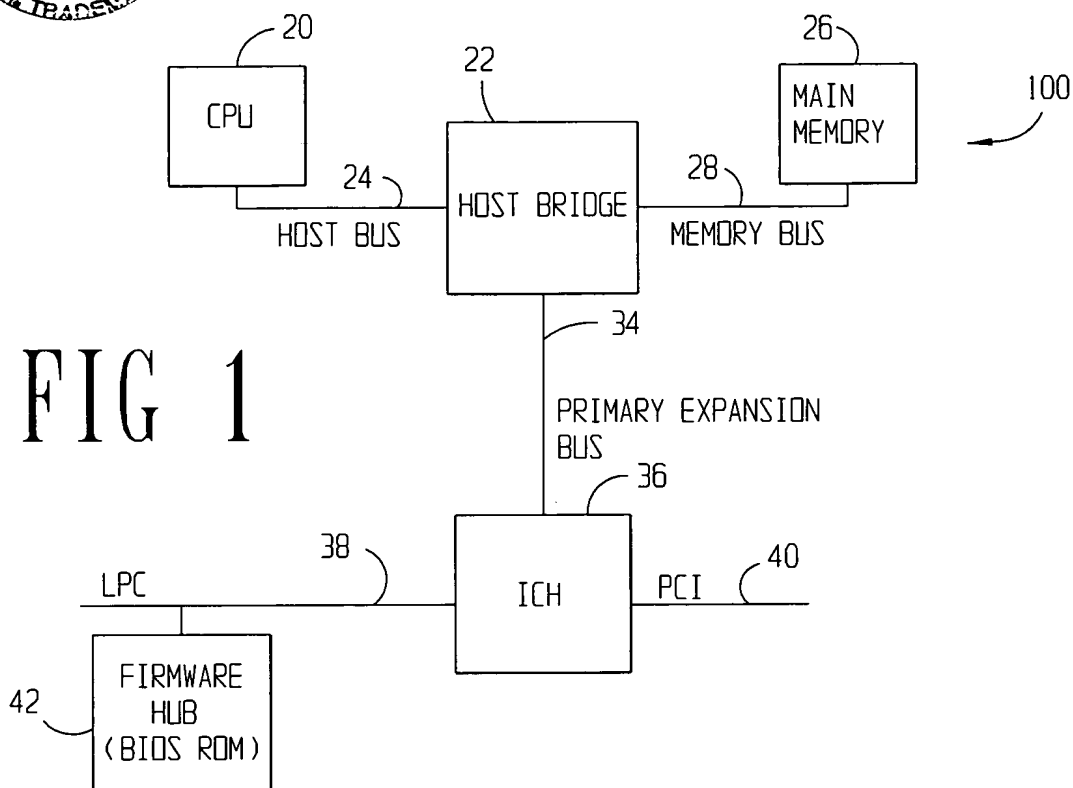 TRADEM
20
26
22
100
CPU
MAIN
MEMORY
24
28
HOST BRIDGE
HOST BUS
MEMORY BUS
34
FIG 1
PRIMARY EXPANSION
BUS
36
38
40
LPC
ICH
PCI
FIRMWARE
HUB
(BIOS ROM)
42